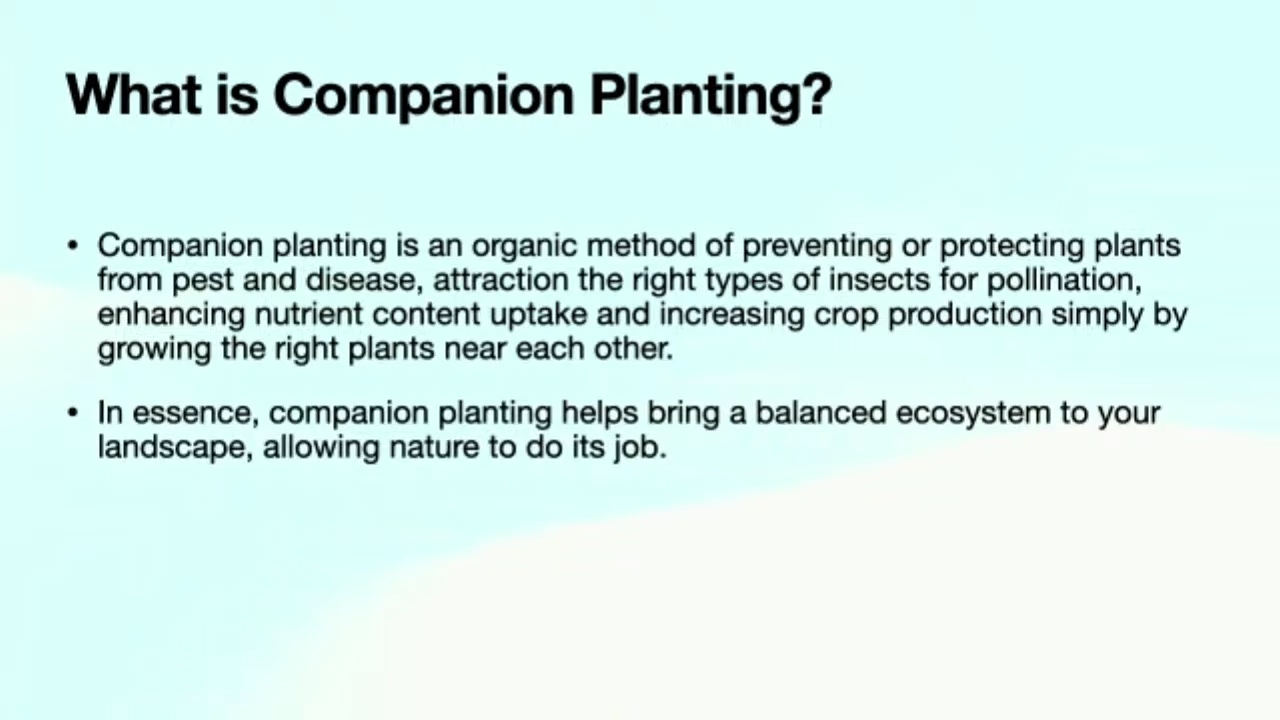 What is Companion Planting?
• Companion planting is an organic method of preventing or protecting plants
from pest and disease, attraction the right types of insects for pollination,
enhancing nutrient content uptake and increasing crop production simply by
growing the right plants near each other.
• In essence, companion planting helps bring a balanced ecosystem to your
landscape, allowing nature to do its job.